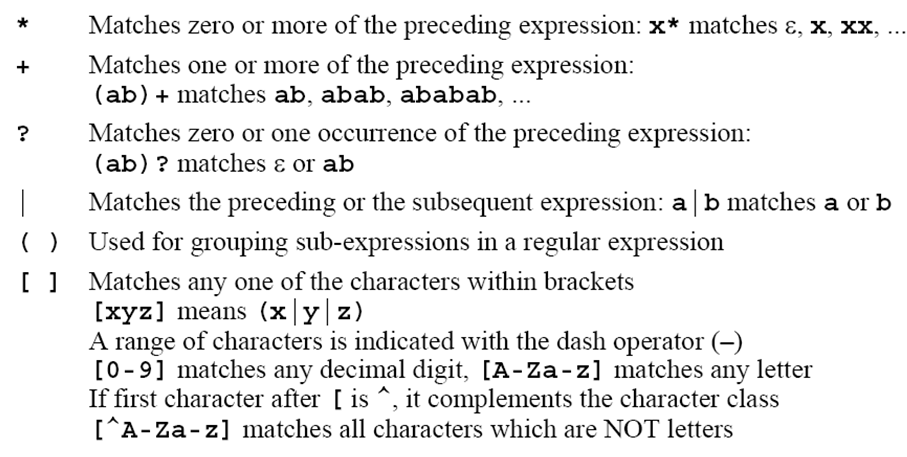 * Matches zero or more of the preceding expression: x* matches ε, x, xx, ...
+ Matches one or more of the preceding expression:
(ab)+ matches ab, abab, ababab, ...
? Matches zero or one occurrence of the preceding expression:
(ab)? matches ε or ab
| Matches the preceding or the subsequent expression: a|b matches a or b
( ) Used for grouping sub-expressions in a regular expression
[ ] Matches any one of the characters within brackets
[xyz] means (x|y|z)
A range of characters is indicated with the dash operator (–)
[0-9] matches any decimal digit, [A-Za-z] matches any letter
If first character after [ is ^, it complements the character class
[^A-Za-z] matches all characters which are NOT letters